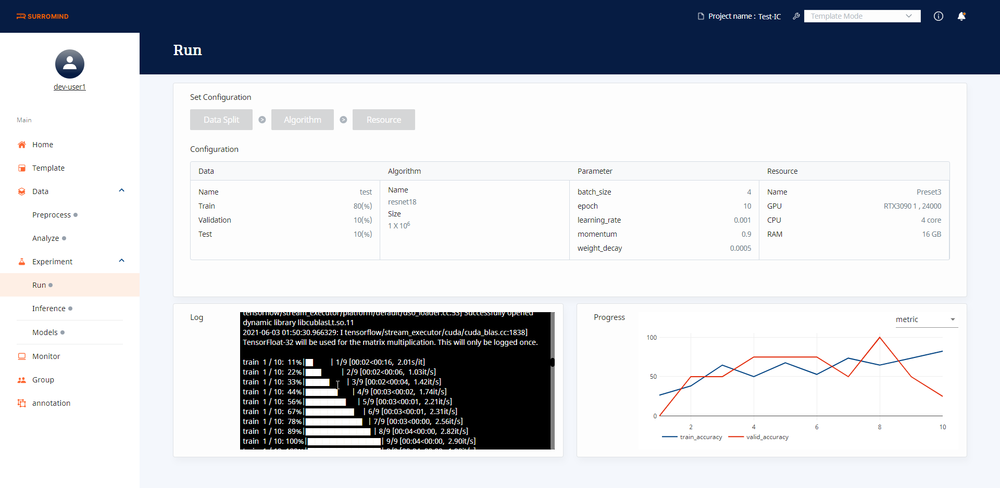 SURROMIND
Project name : Test-IC
Template Mode
dev-user1
Main
Home
Template
Data
Preprocess
Analyze
Experiment
Run
Inference
Models
Monitor
Group
annotation
Run
Set Configuration
Data Split > Algorithm > Resource
Configuration
Data Algorithm Parameter Resource
Name test
Train 80(%)
Validation 10(%)
Test 10(%)
Name
resnet18
Size
1 X 10⁶
batch_size 4
epoch 10
learning_rate 0.001
momentum 0.9
weight_decay 0.0005
Name Preset3
GPU RTX3090 1 , 24000
CPU 4 core
RAM 16 GB
Log
tensorflow/stream_executor/platform/default/dso_loader.cc:53] Successfully opened
dynamic library libcublasLt.so.11
2021-06-03 01:50:30.966329: I tensorflow/stream_executor/cuda/cuda_blas.cc:1838]
TensorFloat-32 will be used for the matrix multiplication. This will only be logged once.
train 1 / 10: 11%|██ | 1/9 [00:02<00:16, 2.01s/it]
train 1 / 10: 22%|████ | 2/9 [00:02<00:06, 1.03it/s]
train 1 / 10: 33%|██████ | 3/9 [00:02<00:04, 1.42it/s]
train 1 / 10: 44%|████████ | 4/9 [00:03<00:02, 1.74it/s]
train 1 / 10: 56%|██████████ | 5/9 [00:03<00:01, 2.21it/s]
train 1 / 10: 67%|████████████ | 6/9 [00:03<00:01, 2.31it/s]
train 1 / 10: 78%|██████████████ | 7/9 [00:03<00:00, 2.56it/s]
train 1 / 10: 89%|████████████████ | 8/9 [00:04<00:00, 2.82it/s]
train 1 / 10: 100%|██████████████████| 9/9 [00:04<00:00, 2.90it/s]
Progress
metric
100
50
0
2 4 6 8 10
train_accuracy valid_accuracy